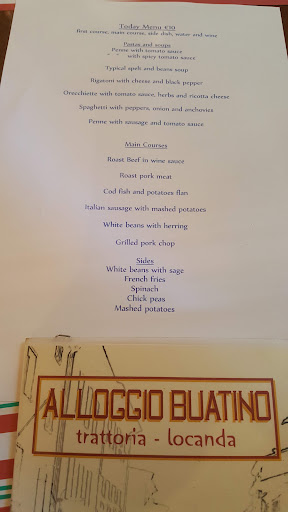 Today Menu €10
first course, main course, side dish, water and wine
Pastas and soups
Penne with tomato sauce
" with spicy tomato sauce
Typical spelt and beans soup
Rigatoni with cheese and black pepper
Orecchiette with tomato sauce, herbs and ricotta cheese
Spaghetti with peppers, onion and anchovies
Penne with sausage and tomato sauce
Main Courses
Roast Beef in wine sauce
Roast pork meat
Cod fish and potatoes flan
Italian sausage with mashed potatoes
White beans with herring
Grilled pork chop
Sides
White beans with sage
French fries
Spinach
Chick peas
Mashed potatoes
ALLOGGIO BUATINO
trattoria - locanda